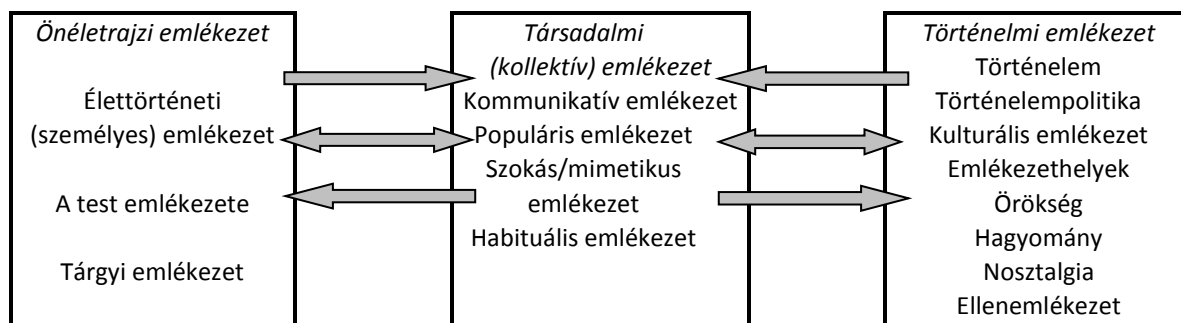 Önéletrajzi emlékezet
Élettörténeti
(személyes) emlékezet
A test emlékezete
Tárgyi emlékezet
Társadalmi
(kollektív) emlékezet
Kommunikatív emlékezet
Populáris emlékezet
Szokás/mimetikus
emlékezet
Habituális emlékezet
Történelmi emlékezet
Történelem
Történelempolitika
Kulturális emlékezet
Emlékezethelyek
Örökség
Hagyomány
Nosztalgia
Ellenemlékezet